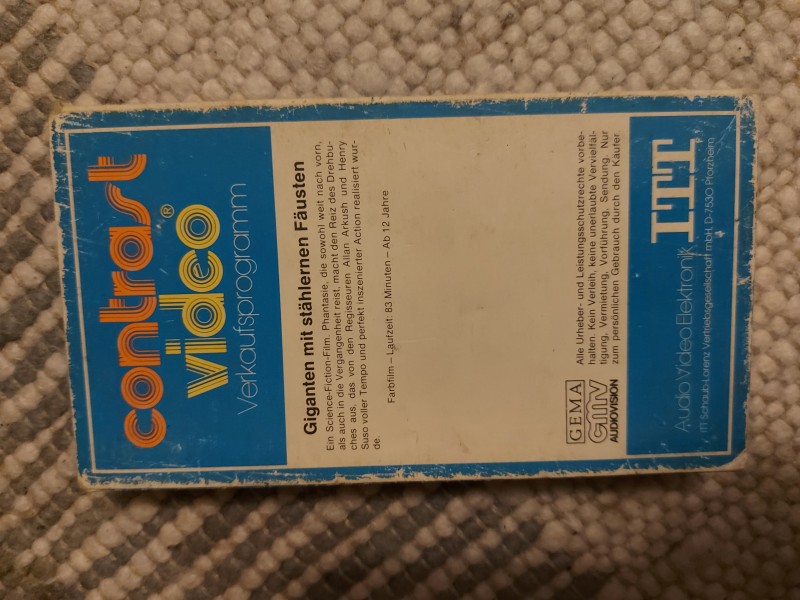 contrast
video®
Verkaufsprogramm
Giganten mit stählernen Fäusten
Ein Science-Fiction-Film. Phantasie, die sowohl weit nach vorn,
als auch in die Vergangenheit reist, macht den Reiz des Drehbu-
ches aus, das von den Regisseuren Allan Arkush und Henry
Suso voller Tempo und perfekt inszenierter Action realisiert wur-
de.
Farbfilm – Laufzeit: 83 Minuten – Ab 12 Jahre
GEMA
AUDIOVISION
Alle Urheber- und Leistungsschutzrechte vorbe-
halten. Kein Verleih, keine unerlaubte Vervielfäl-
tigung, Vermietung, Vorführung, Sendung. Nur
zum persönlichen Gebrauch durch den Käufer.
Audio Video Elektronik
ITT
ITT Schaub-Lorenz Vertriebsgesellschaft mbH, D-7530 Pforzheim